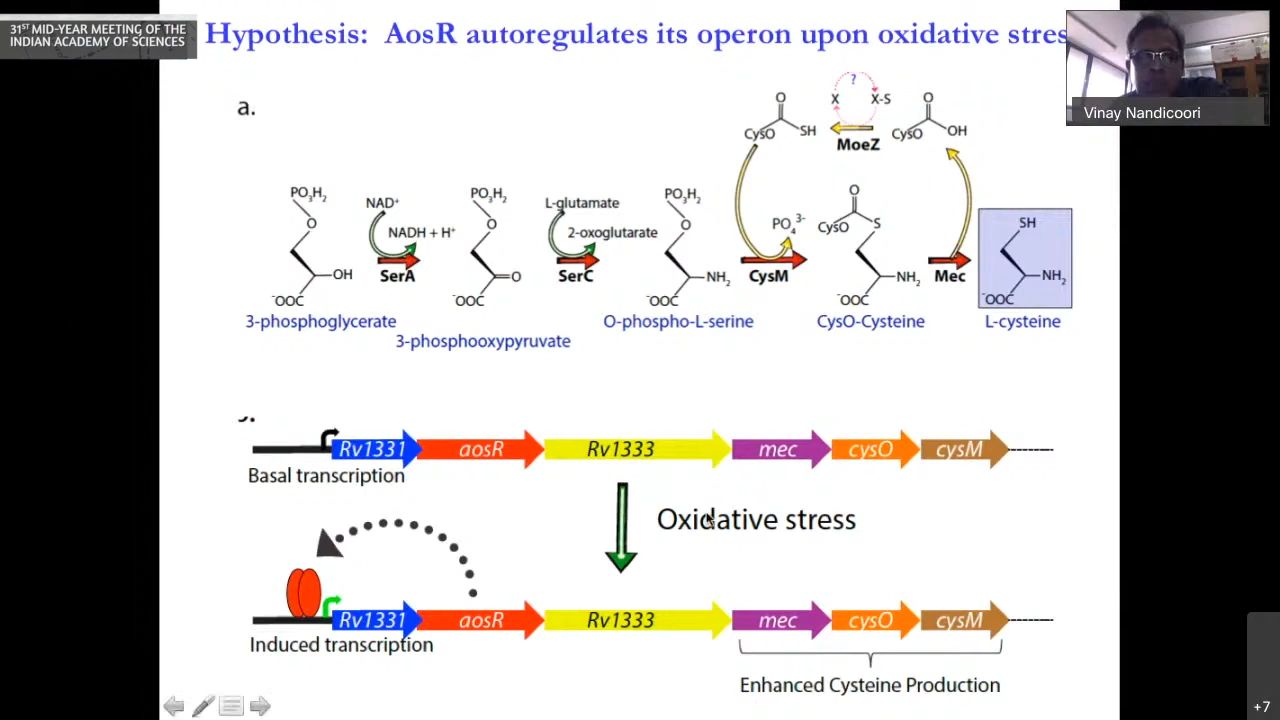 31ST MID-YEAR MEETING OF THE
INDIAN ACADEMY OF SCIENCES
Hypothesis: AosR autoregulates its operon upon oxidative stres
Vinay Nandicoori
a.
?
X X-S
O
CysO SH
MoeZ
O
CysO OH
PO3H2
O
OH
-OOC
3-phosphoglycerate
NAD+
NADH + H+
SerA
PO3H2
O
O
-OOC
3-phosphooxypyruvate
L-glutamate
2-oxoglutarate
SerC
PO3H2
O
NH2
-OOC
O-phospho-L-serine
PO4 3-
CysM
O
CysO S
NH2
-OOC
CysO-Cysteine
Mec
SH
NH2
-OOC
L-cysteine
Rv1331 aosR Rv1333 mec cysO cysM
Basal transcription
Oxidative stress
Rv1331 aosR Rv1333 mec cysO cysM
Induced transcription
Enhanced Cysteine Production
+7